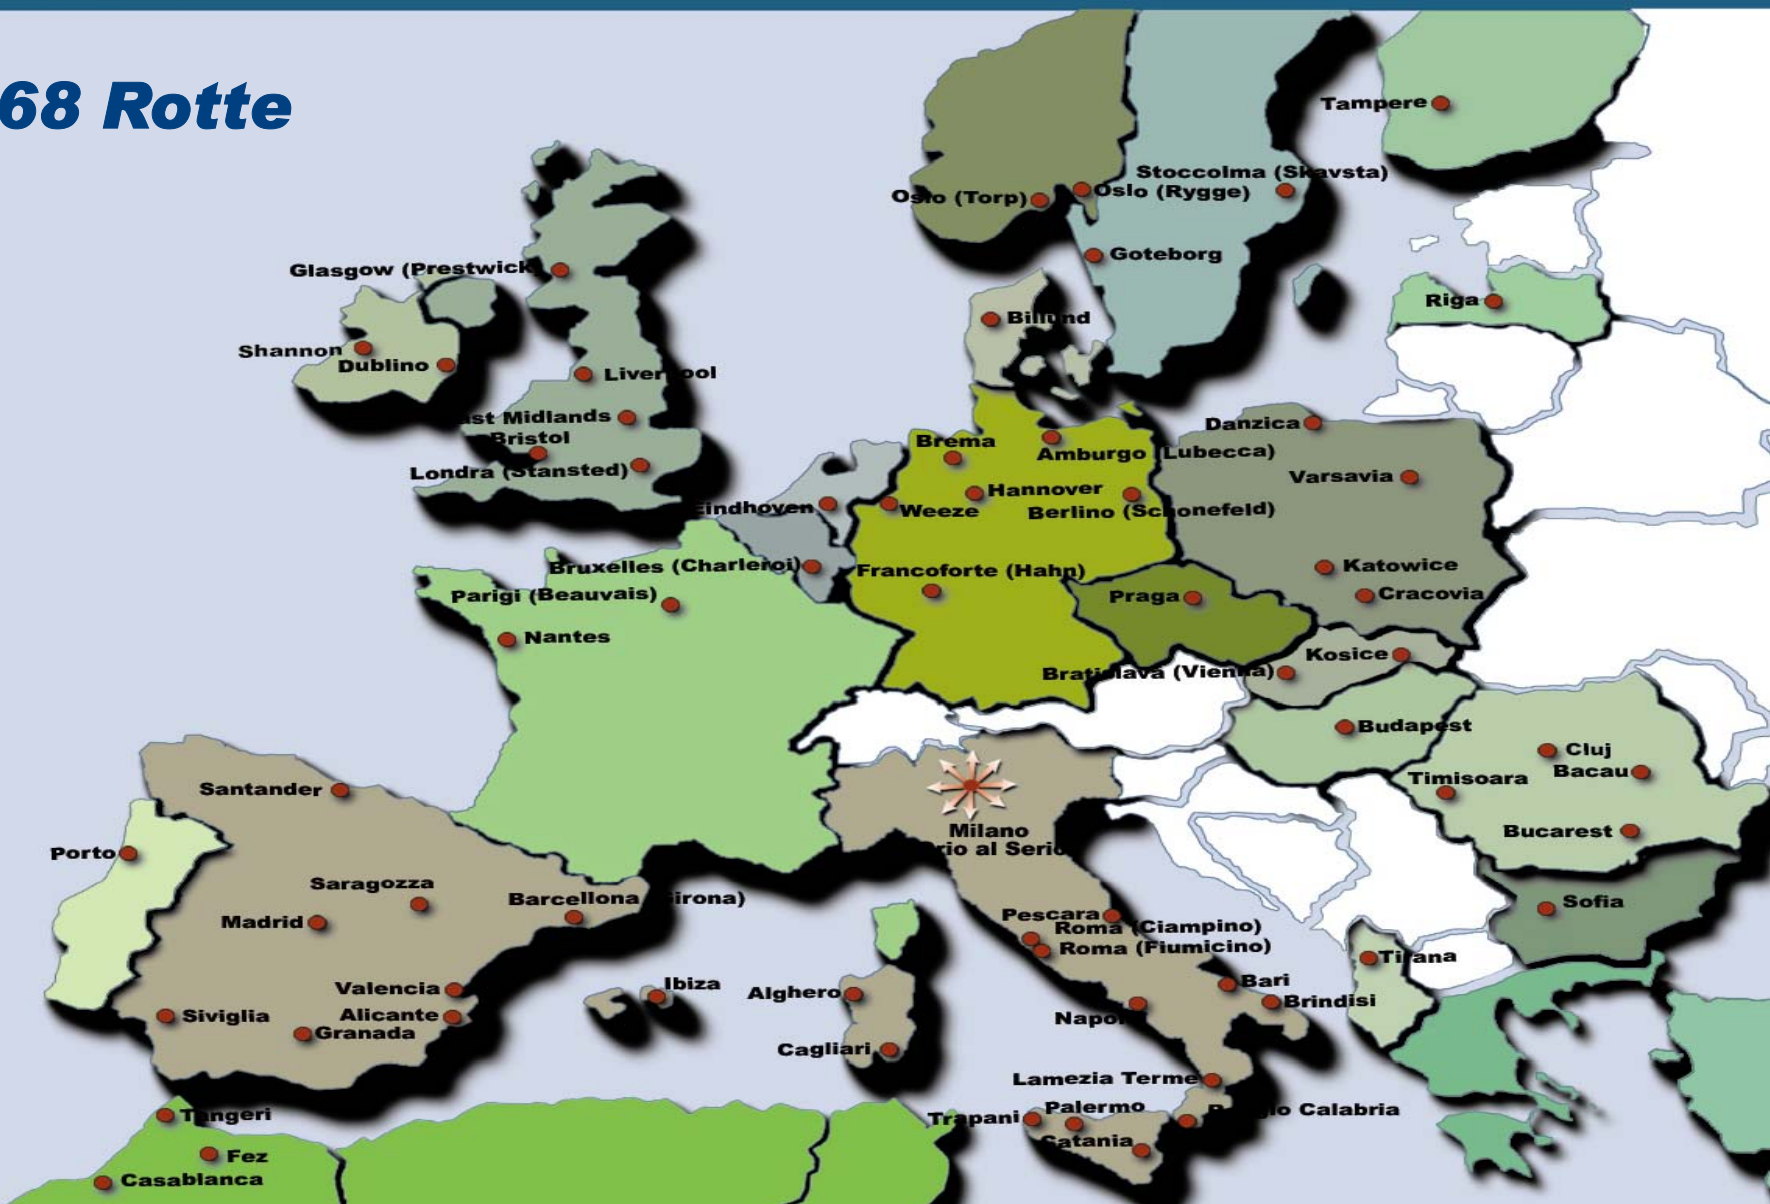 68 Rotte
Tampere
Stoccolma (Skavsta)
Oslo (Torp)
Oslo (Rygge)
Goteborg
Glasgow (Prestwick
Riga
Billund
Shannon
Dublino
Liverpool
Midlands
Danzica
Bristol
Brema
Amburgo (Lubecca)
Londra (Stansted)
Varsavia
Hannover
Eindhoven
Weeze
Berlino (Schonefeld)
Bruxelles (Charleroi)
Francoforte (Hahn)
Katowice
Parigi (Beauvais)
Praga
Cracovia
Nantes
Kosice
Bratislava (Vienna)
Budapest
Cluj
Bacau
Timisoara
Santander
Milano
al Serio
Bucarest
Porto
Saragozza
Barcellona
Madrid
Sofia
Pescara
Roma (Ciampino)
Roma (Fiumicino)
Tirana
Ibiza
Valencia
Alghero
Bari
Brindisi
Siviglia
Alicante
Granada
Napoli
Cagliari
Lamezia Terme
Tangeri
Trapani
Palermo
Reggio Calabria
Catania
Fez
Casablanca